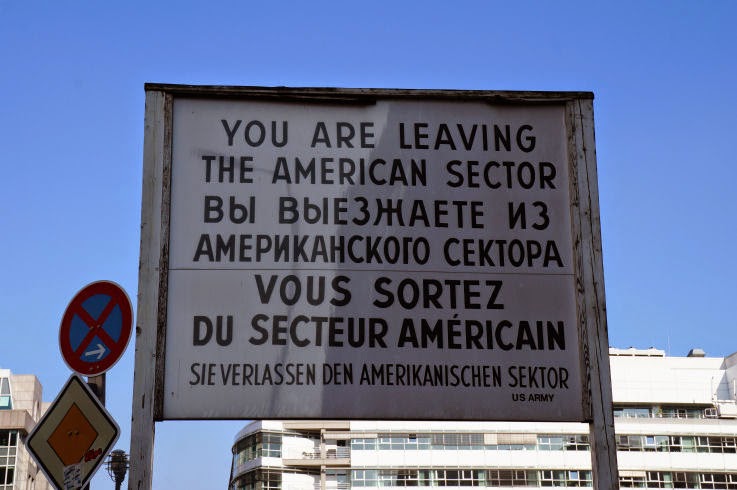 YOU ARE LEAVING
THE AMERICAN SECTOR
ВЫ ВЫЕЗЖАЕТЕ ИЗ
АМЕРИКАНСКОГО СЕКТОРА
VOUS SORTEZ
DU SECTEUR AMÉRICAIN
SIE VERLASSEN DEN AMERIKANISCHEN SEKTOR
US ARMY